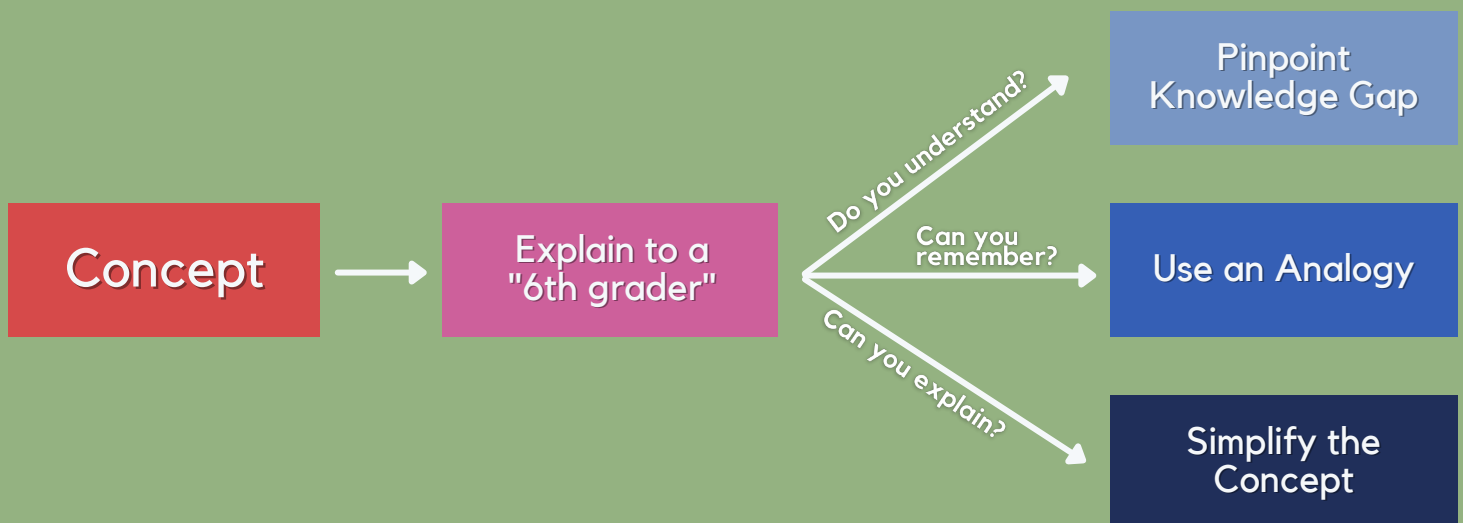 Concept
Explain to a
"6th grader"
Do you understand?
Can you
remember?
Can you explain?
Pinpoint
Knowledge Gap
Use an Analogy
Simplify the
Concept